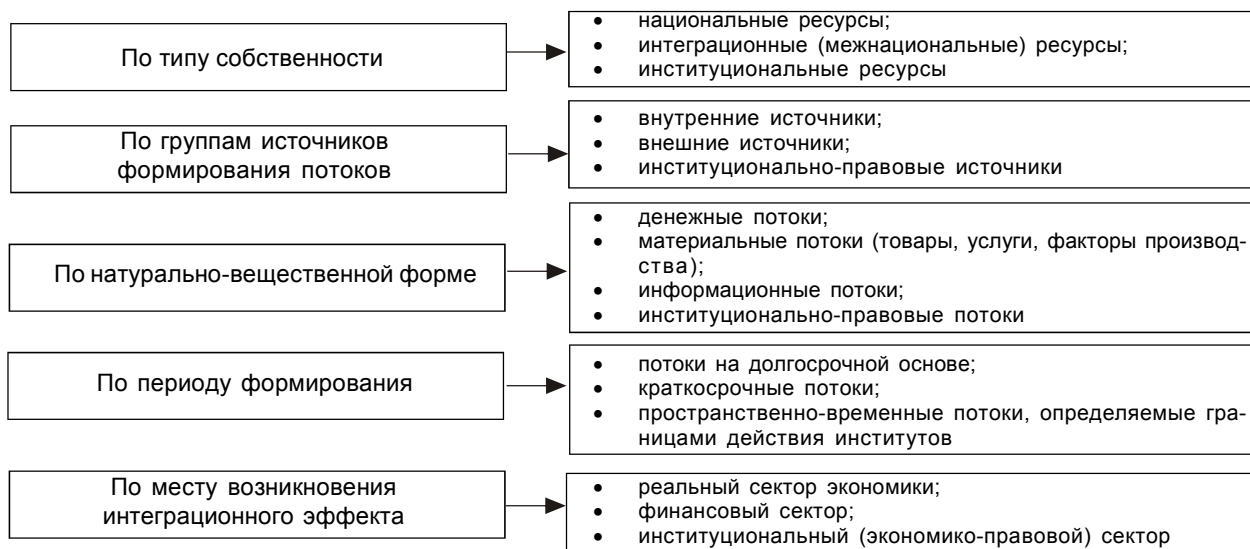 По типу собственности
• национальные ресурсы;
• интеграционные (межнациональные) ресурсы;
• институциональные ресурсы
По группам источников
формирования потоков
• внутренние источники;
• внешние источники;
• институционально-правовые источники
По натурально-вещественной форме
• денежные потоки;
• материальные потоки (товары, услуги, факторы производ-
ства);
• информационные потоки;
• институционально-правовые потоки
По периоду формирования
• потоки на долгосрочной основе;
• краткосрочные потоки;
• пространственно-временные потоки, определяемые гра-
ницами действия институтов
По месту возникновения
интеграционного эффекта
• реальный сектор экономики;
• финансовый сектор;
• институциональный (экономико-правовой) сектор